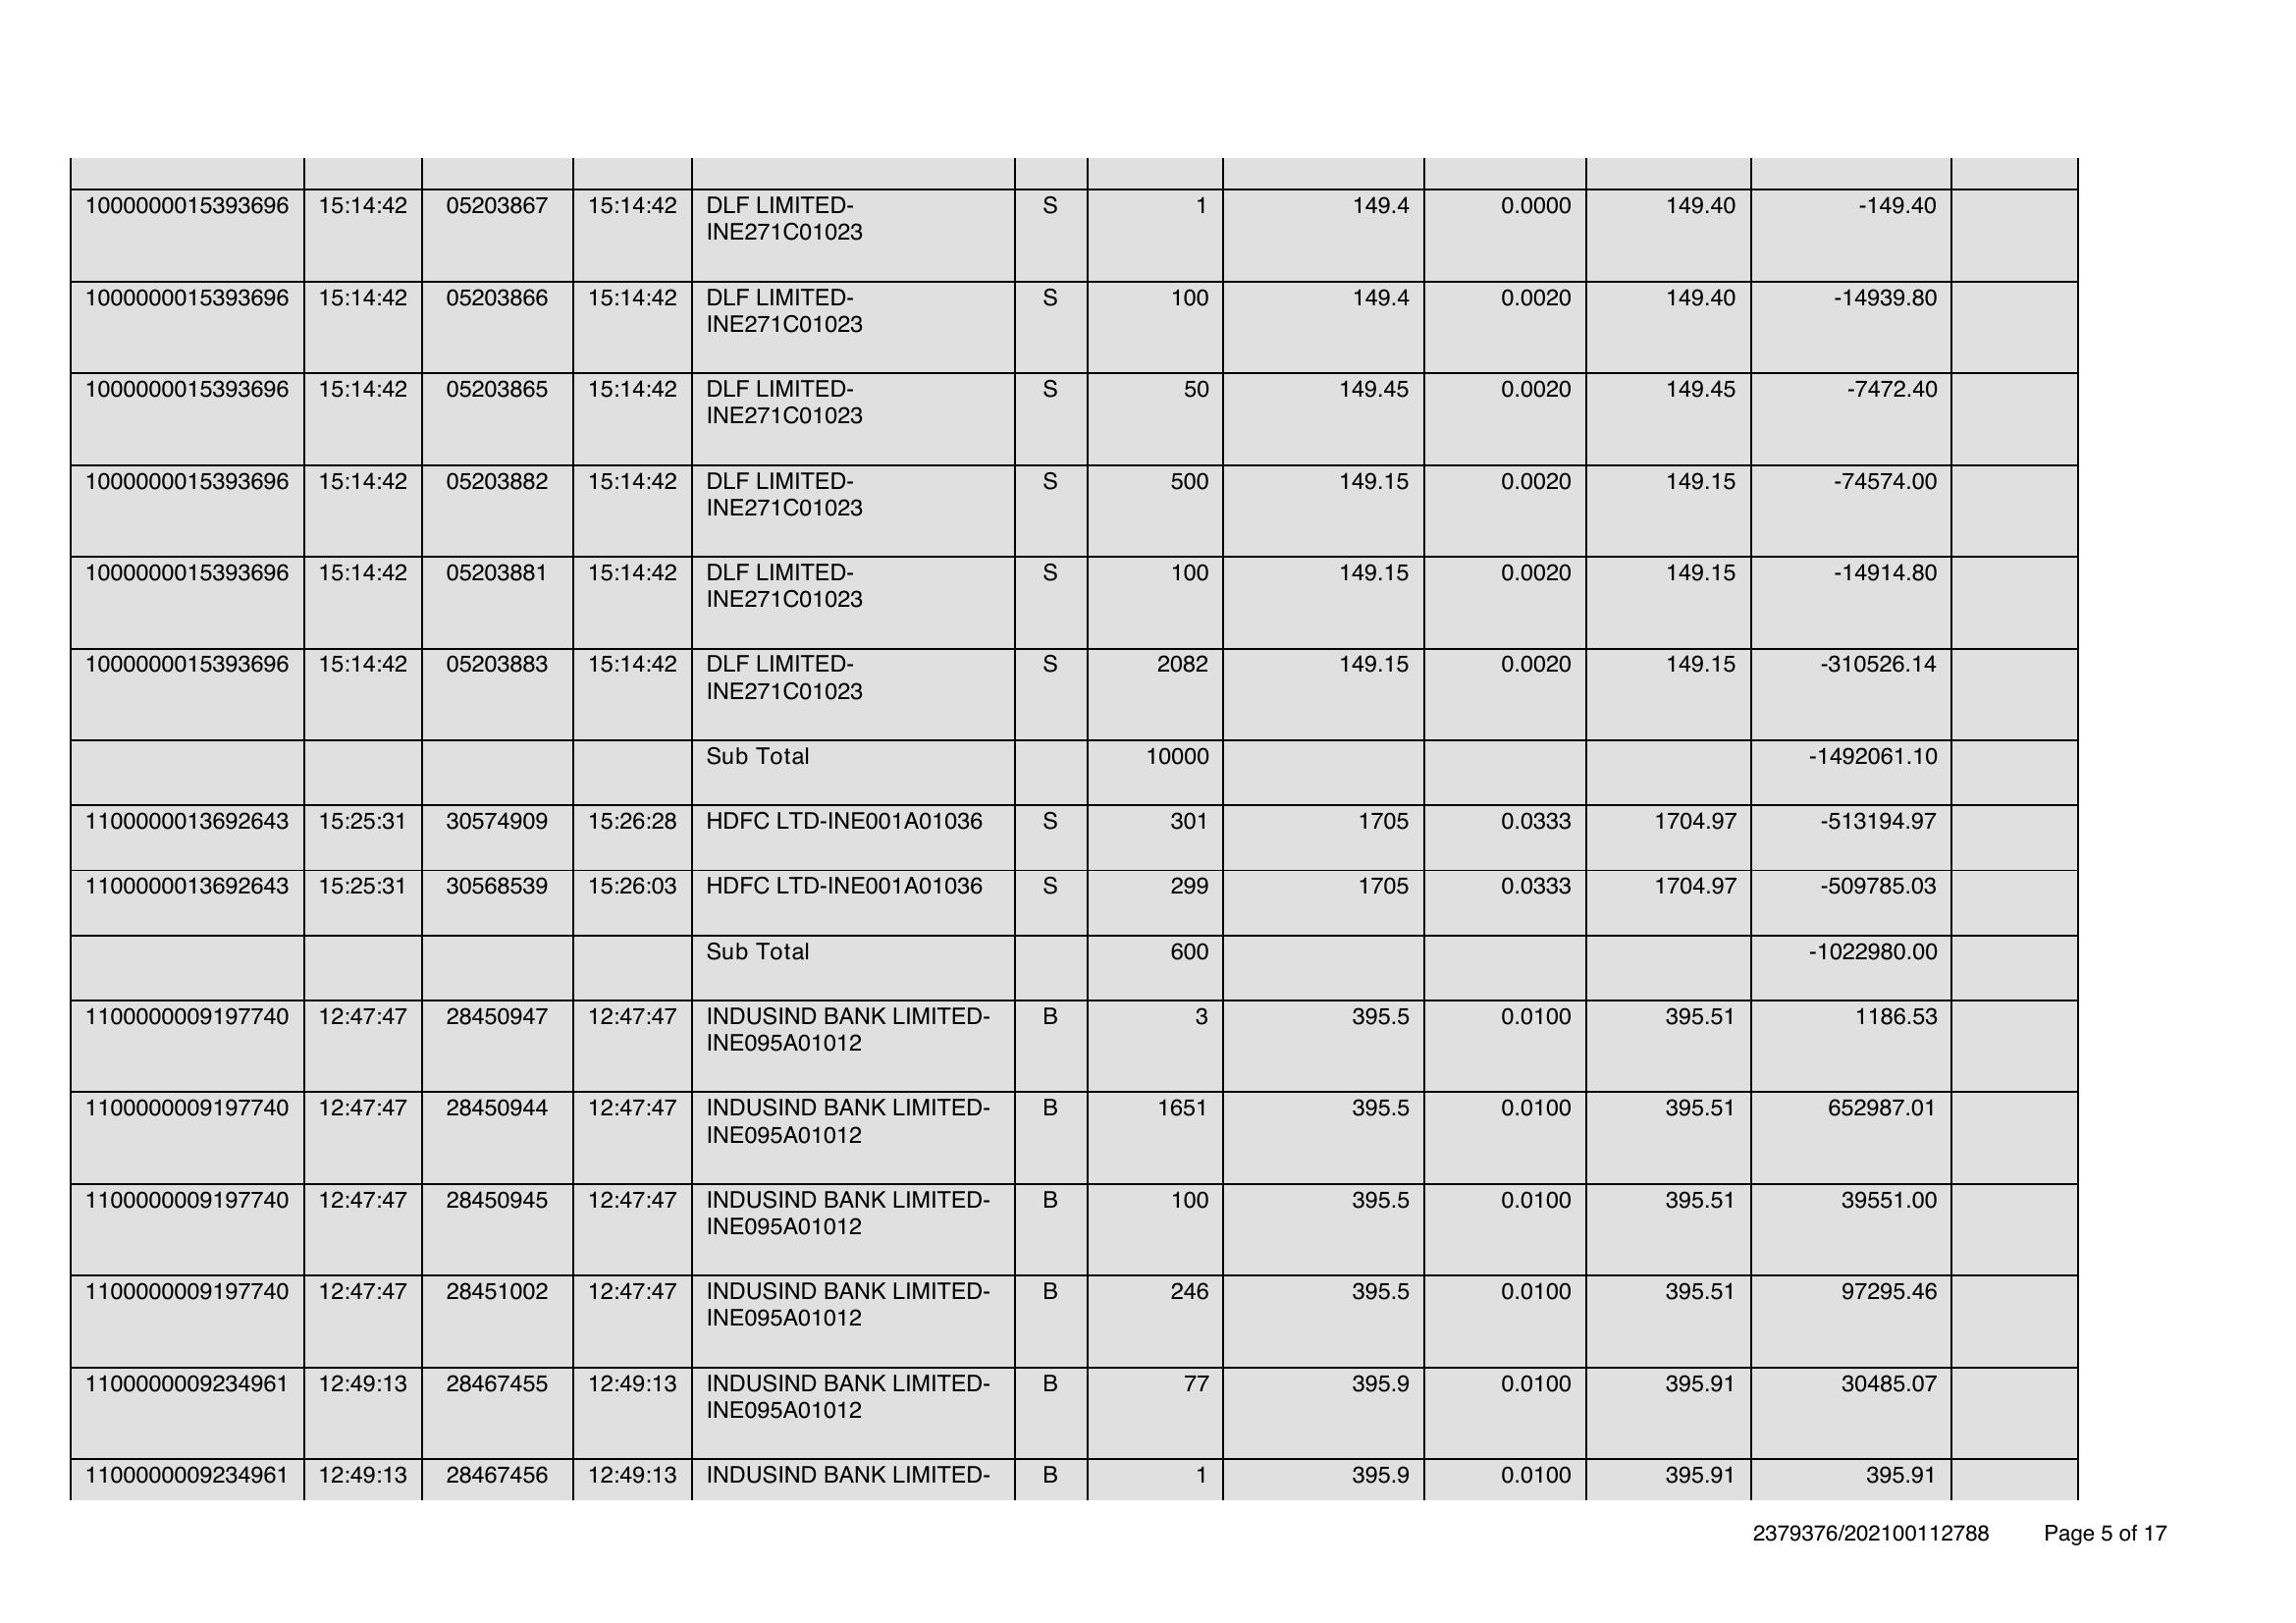 1000000015393696 15:14:42 05203867 15:14:42 DLF LIMITED- S 1 149.4 0.0000 149.40 -149.40
INE271C01023
1000000015393696 15:14:42 05203866 15:14:42 DLF LIMITED- S 100 149.4 0.0020 149.40 -14939.80
INE271C01023
1000000015393696 15:14:42 05203865 15:14:42 DLF LIMITED- S 50 149.45 0.0020 149.45 -7472.40
INE271C01023
1000000015393696 15:14:42 05203882 15:14:42 DLF LIMITED- S 500 149.15 0.0020 149.15 -74574.00
INE271C01023
1000000015393696 15:14:42 05203881 15:14:42 DLF LIMITED- S 100 149.15 0.0020 149.15 -14914.80
INE271C01023
1000000015393696 15:14:42 05203883 15:14:42 DLF LIMITED- S 2082 149.15 0.0020 149.15 -310526.14
INE271C01023
Sub Total 10000 -1492061.10
1100000013692643 15:25:31 30574909 15:26:28 HDFC LTD-INE001A01036 S 301 1705 0.0333 1704.97 -513194.97
1100000013692643 15:25:31 30568539 15:26:03 HDFC LTD-INE001A01036 S 299 1705 0.0333 1704.97 -509785.03
Sub Total 600 -1022980.00
1100000009197740 12:47:47 28450947 12:47:47 INDUSIND BANK LIMITED- B 3 395.5 0.0100 395.51 1186.53
INE095A01012
1100000009197740 12:47:47 28450944 12:47:47 INDUSIND BANK LIMITED- B 1651 395.5 0.0100 395.51 652987.01
INE095A01012
1100000009197740 12:47:47 28450945 12:47:47 INDUSIND BANK LIMITED- B 100 395.5 0.0100 395.51 39551.00
INE095A01012
1100000009197740 12:47:47 28451002 12:47:47 INDUSIND BANK LIMITED- B 246 395.5 0.0100 395.51 97295.46
INE095A01012
1100000009234961 12:49:13 28467455 12:49:13 INDUSIND BANK LIMITED- B 77 395.9 0.0100 395.91 30485.07
INE095A01012
1100000009234961 12:49:13 28467456 12:49:13 INDUSIND BANK LIMITED- B 1 395.9 0.0100 395.91 395.91
2379376/202100112788 Page 5 of 17